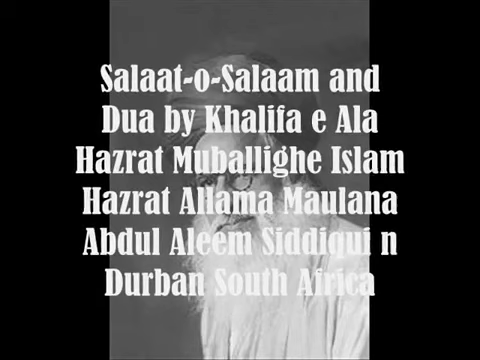 Salaat-o-Salaam and
Dua by Khalifa e Ala
Hazrat Muballighe Islam
Hazrat Allama Maulana
Abdul Aleem Siddiqui n
Durban South Africa